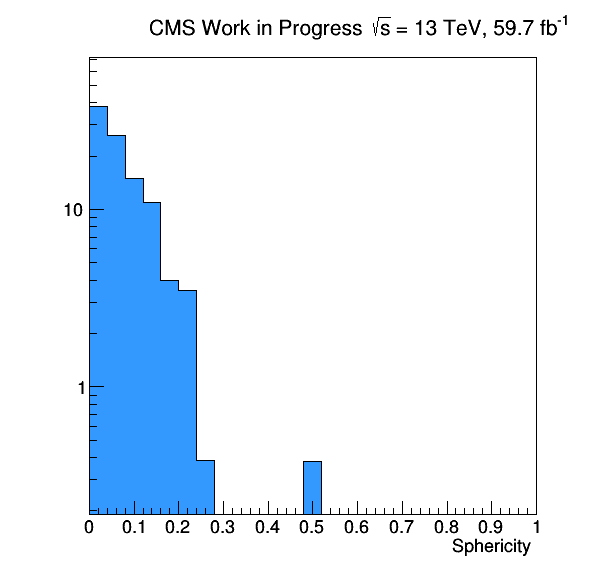 CMS Work in Progress √s = 13 TeV, 59.7 fb⁻¹
10
1
0 0.1 0.2 0.3 0.4 0.5 0.6 0.7 0.8 0.9 1
Sphericity